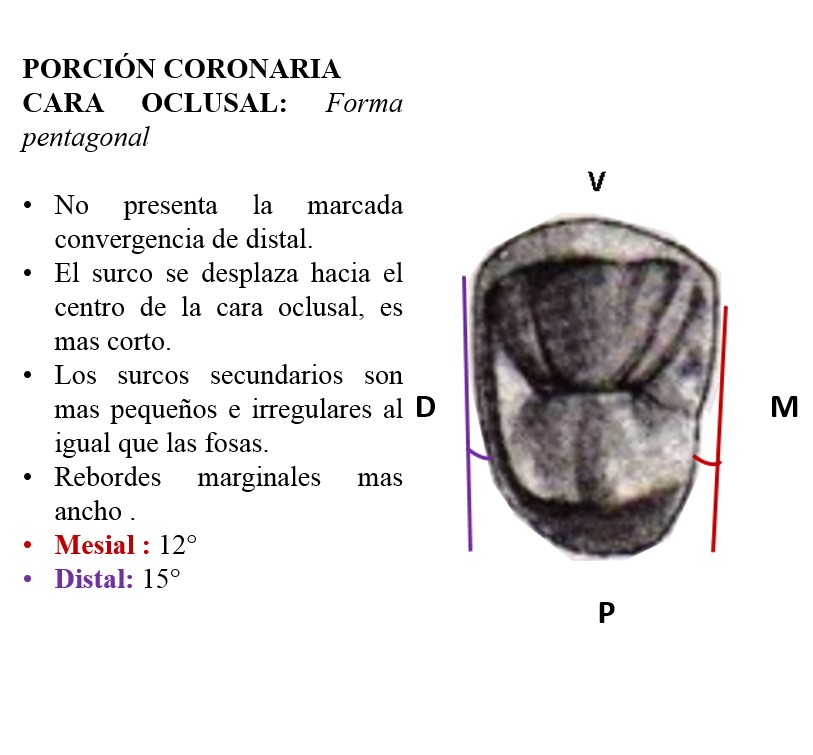 PORCIÓN CORONARIA
CARA OCLUSAL: Forma
pentagonal
• No presenta la marcada
convergencia de distal.
• El surco se desplaza hacia el
centro de la cara oclusal, es
mas corto.
• Los surcos secundarios son
mas pequeños e irregulares al
igual que las fosas.
• Rebordes marginales mas
ancho .
• Mesial : 12°
• Distal: 15°
V
D
M
P